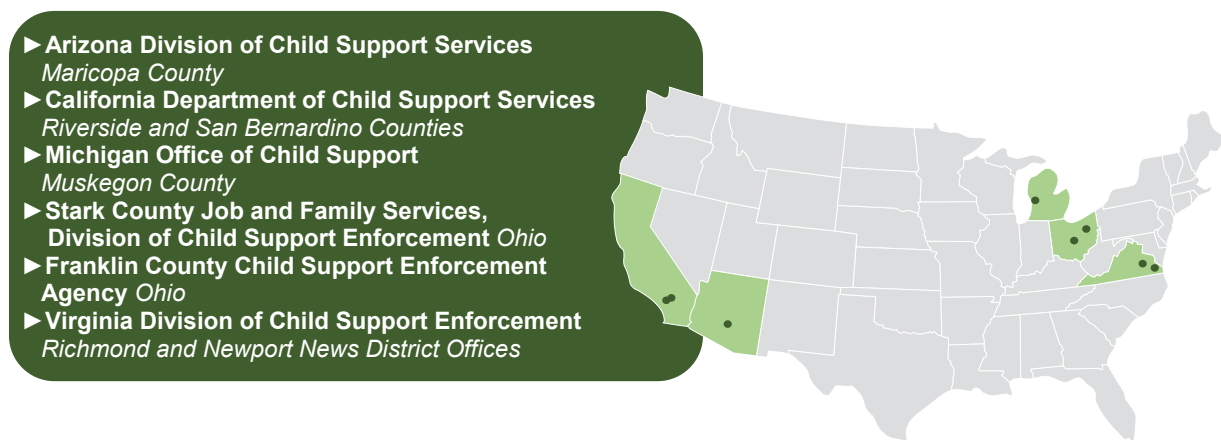 ►Arizona Division of Child Support Services
Maricopa County
►California Department of Child Support Services
Riverside and San Bernardino Counties
►Michigan Office of Child Support
Muskegon County
►Stark County Job and Family Services,
Division of Child Support Enforcement Ohio
►Franklin County Child Support Enforcement
Agency Ohio
►Virginia Division of Child Support Enforcement
Richmond and Newport News District Offices